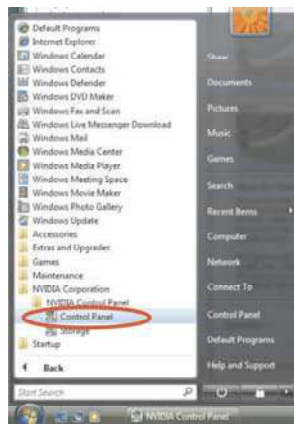 Default Programs
Internet Explorer
Windows Calendar
Windows Contacts
Windows Defender
Windows DVD Maker
Windows Fax and Scan
Windows Live Messenger Download
Windows Mail
Windows Media Center
Windows Media Player
Windows Meeting Space
Windows Movie Maker
Windows Photo Gallery
Windows Update
Accessories
Extras and Upgrades
Games
Maintenance
NVIDIA Corporation
NVIDIA Control Panel
Control Panel
Storage
Startup
Back
Start Search
Documents
Pictures
Music
Games
Search
Recent Items
Computer
Network
Connect To
Control Panel
Default Programs
Help and Support
NVIDIA Control Panel